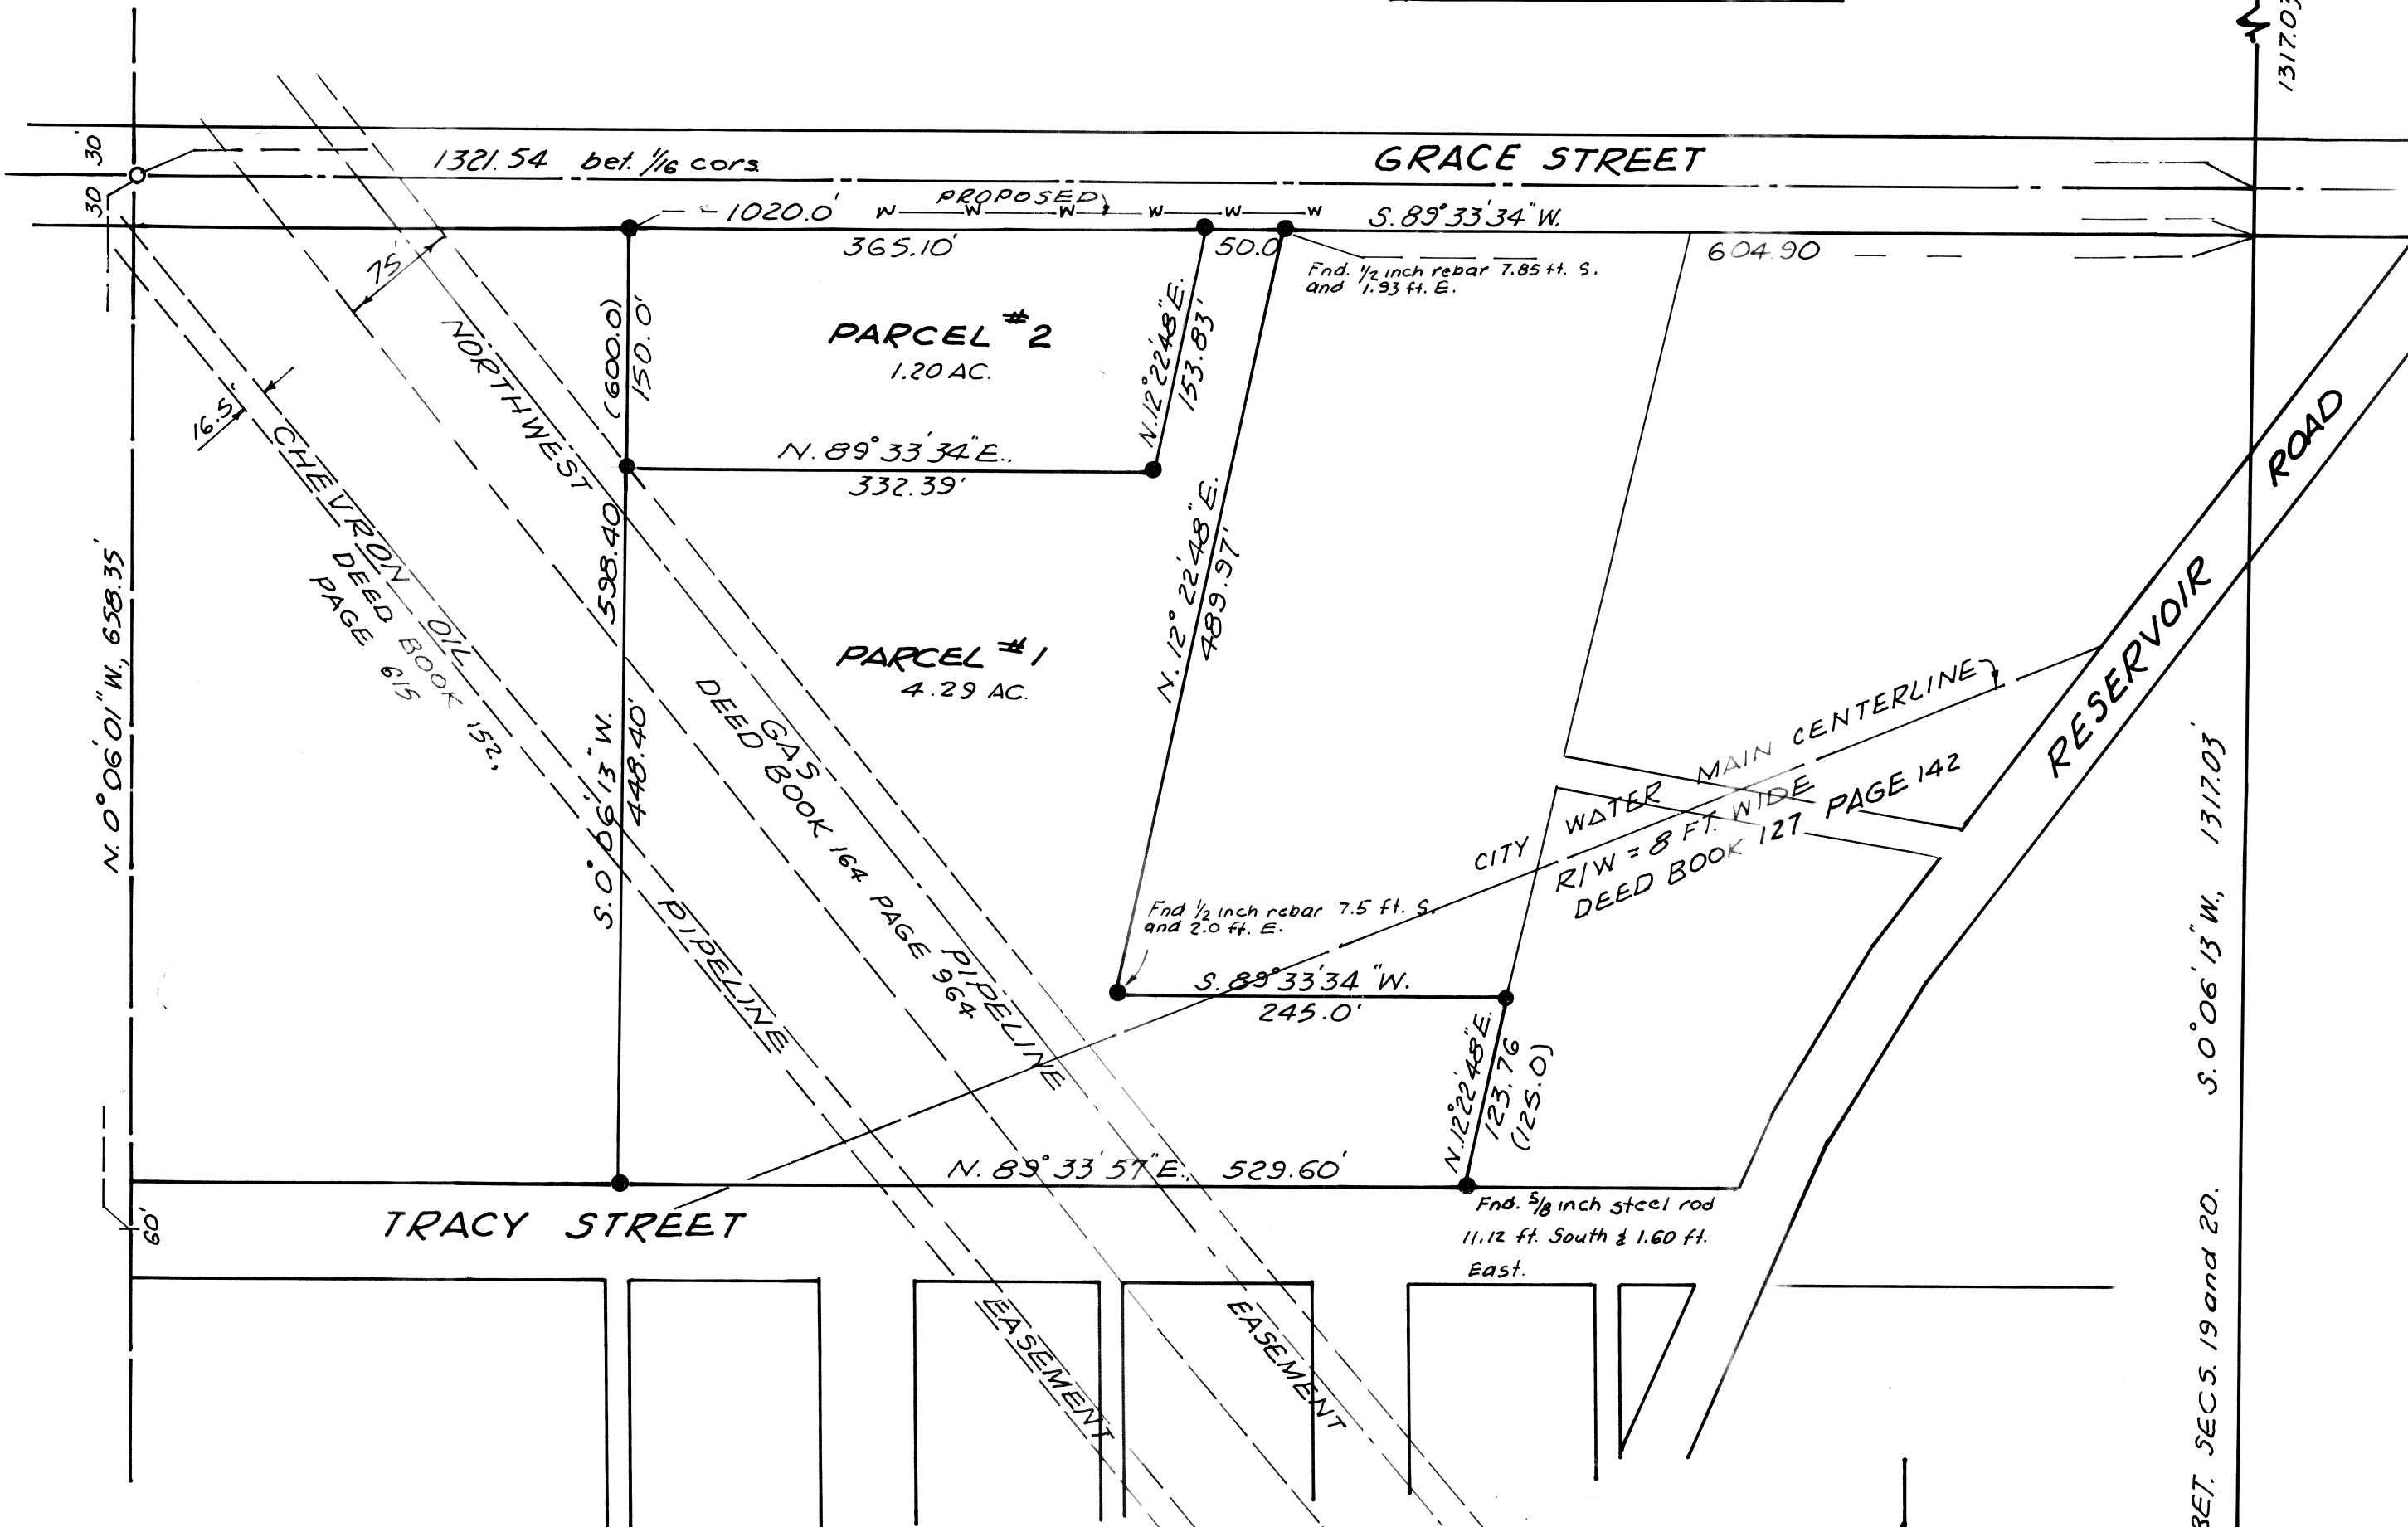 1317.03
30'
30'
1321.54 bet. 1/16 cors.
GRACE STREET
PROPOSED
1020.0' W W W W W W S. 89° 33' 34" W.
365.10' 50.0 604.90
Fnd. 1/2 inch rebar 7.85 ft. S.
and 1.93 ft. E.
75'
16.5'
(600.0)
150.0'
PARCEL #2
1.20 AC.
N. 12° 22' 48" E.
153.83'
N. 89° 33' 34" E.
332.39'
NORTHWEST
GAS
PIPELINE
EASEMENT
DEED BOOK 164 PAGE 964
CHEVRON OIL
PIPELINE
EASEMENT
DEED BOOK 152,
PAGE 615
N. 0° 06' 01" W., 658.35'
598.40
S. 0° 06' 13" W.
448.40'
PARCEL #1
4.29 AC.
N. 12° 22' 48" E.
489.97'
RESERVOIR ROAD
CITY WATER MAIN CENTERLINE
R/W = 8 FT. WIDE
DEED BOOK 127 PAGE 142
Fnd 1/2 inch rebar 7.5 ft. S.
and 2.0 ft. E.
S. 89° 33' 34" W.
245.0'
N. 12° 22' 48" E.
123.76
(125.0)
N. 89° 33' 57" E., 529.60'
TRACY STREET
60'
Fnd. 5/8 inch steel rod
11.12 ft. South & 1.60 ft.
East.
BET. SECS. 19 and 20. S. 0° 06' 13" W., 1317.03'